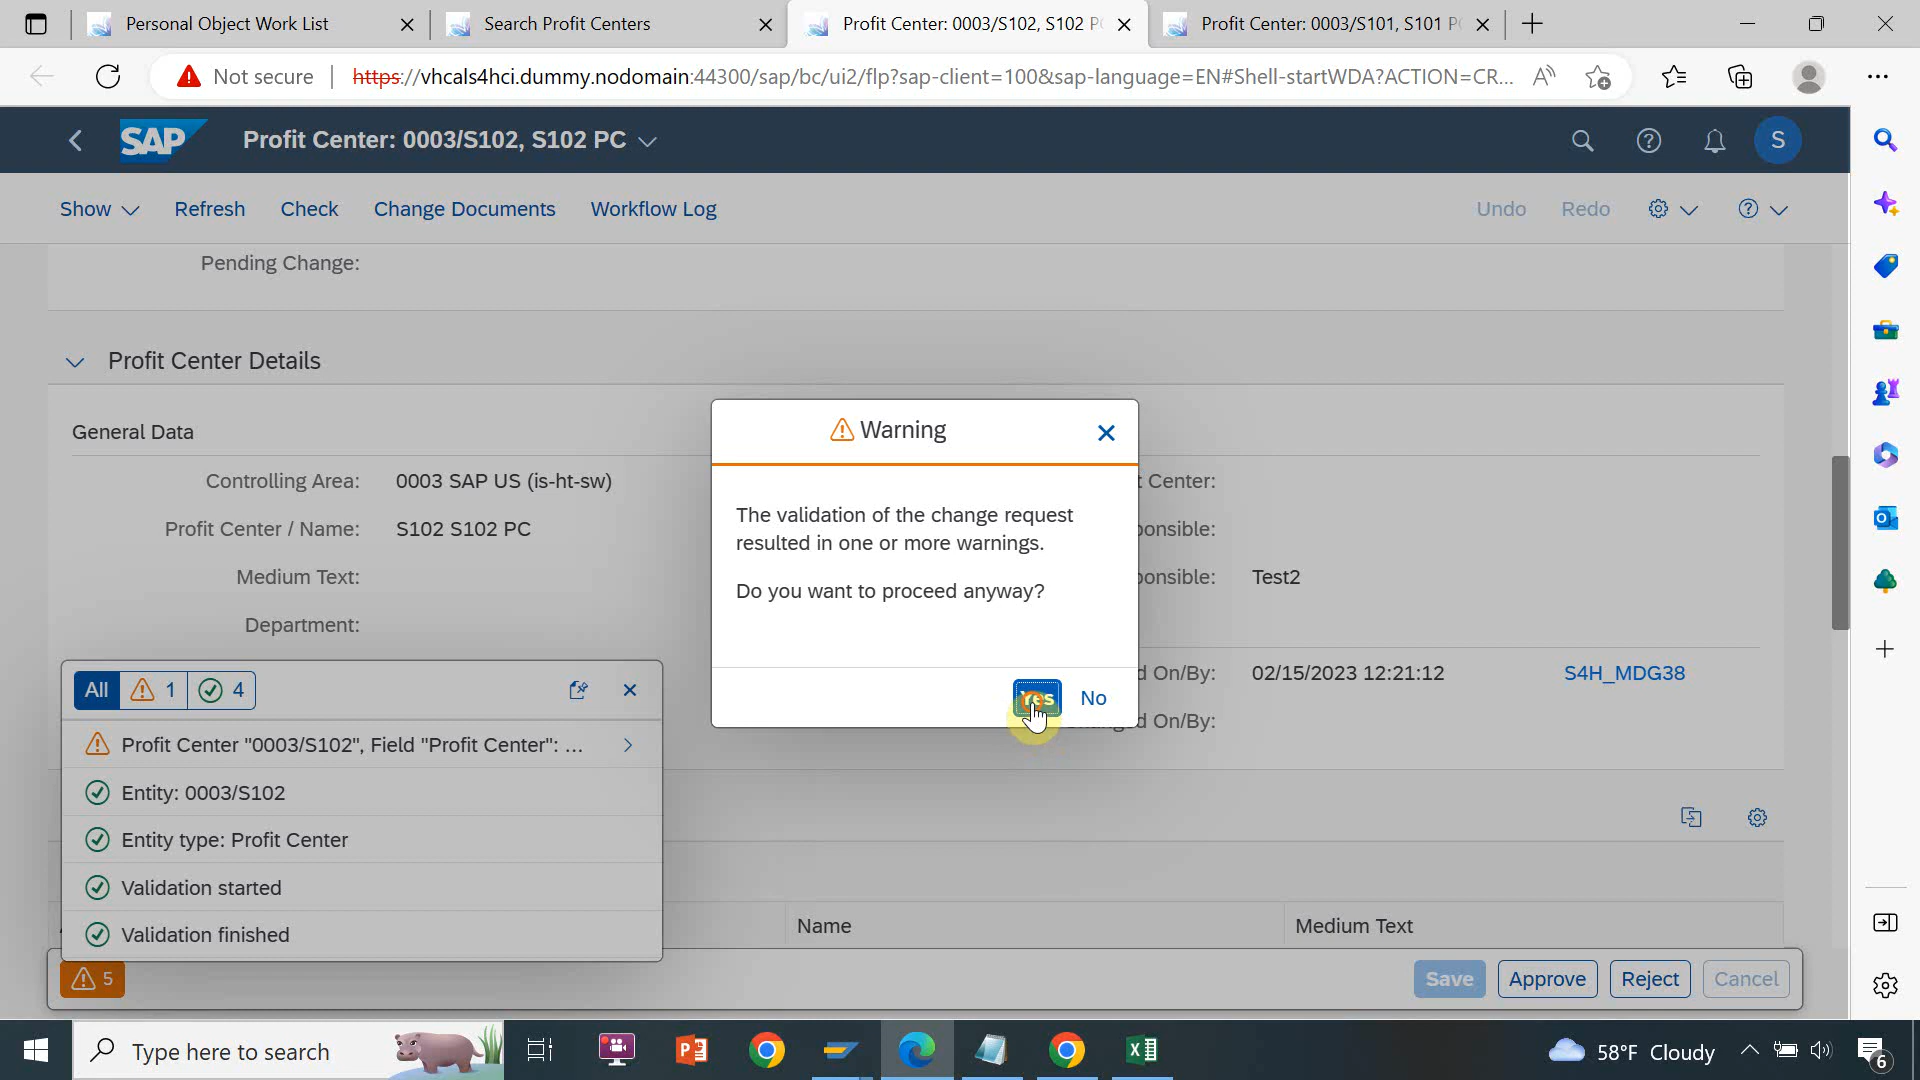 Personal Object Work List
Search Profit Centers
Profit Center: 0003/S102, S102 P
Profit Center: 0003/S101, S101 P
Not secure
https://vhcals4hci.dummy.nodomain:44300/sap/bc/ui2/flp?sap-client=100&sap-language=EN#Shell-startWDA?ACTION=CR...
SAP
Profit Center: 0003/S102, S102 PC
S
Show
Refresh
Check
Change Documents
Workflow Log
Undo
Redo
Pending Change:
Profit Center Details
General Data
Controlling Area: 0003 SAP US (is-ht-sw)
Center:
Profit Center / Name: S102 S102 PC
onsible:
Medium Text:
onsible: Test2
Department:
Warning
The validation of the change request
resulted in one or more warnings.
Do you want to proceed anyway?
Yes
No
On/By: 02/15/2023 12:21:12 S4H_MDG38
d On/By:
All 1 4
Profit Center "0003/S102", Field "Profit Center": ...
Entity: 0003/S102
Entity type: Profit Center
Validation started
Validation finished
Name
Medium Text
5
Save
Approve
Reject
Cancel
Type here to search
58°F Cloudy
6